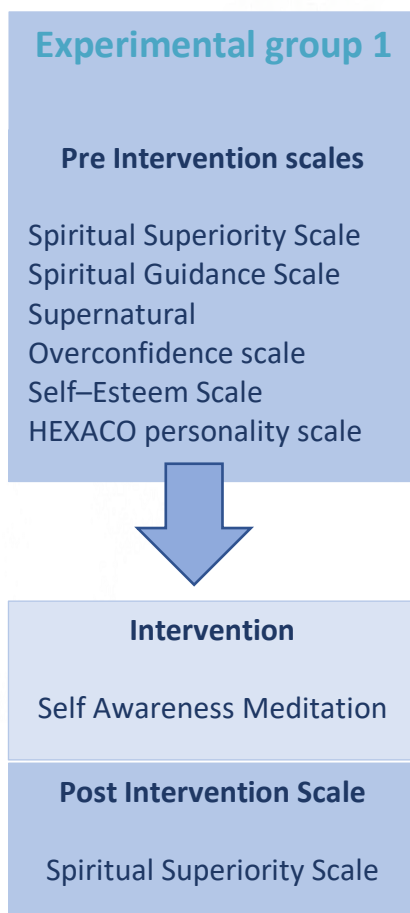 Experimental group 1
Pre Intervention scales
Spiritual Superiority Scale
Spiritual Guidance Scale
Supernatural
Overconfidence scale
Self–Esteem Scale
HEXACO personality scale
Intervention
Self Awareness Meditation
Post Intervention Scale
Spiritual Superiority Scale